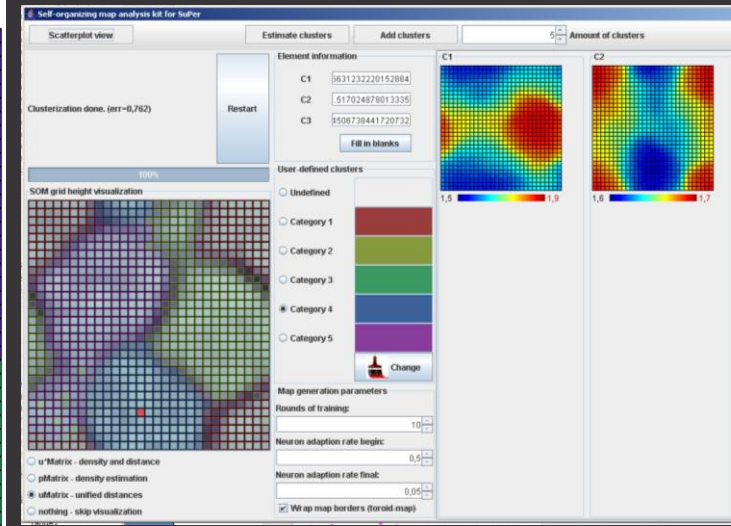 Self-organizing map analysis kit for SuPer
Scatterplot view
Estimate clusters
Add clusters
5
Amount of clusters
Clusterization done. (err=0,762)
Restart
100%
SOM grid height visualization
u*Matrix - density and distance
pMatrix - density estimation
uMatrix - unified distances
nothing - skip visualization
Element information
C1
C2
C3
Fill in blanks
User-defined clusters
Undefined
Category 1
Category 2
Category 3
Category 4
Category 5
Change
Map generation parameters
Rounds of training:
10
Neuron adaption rate begin:
0,5
Neuron adaption rate final:
0,05
Wrap map borders (toroid-map)
C1
1,5
1,9
C2
1,6
1,7